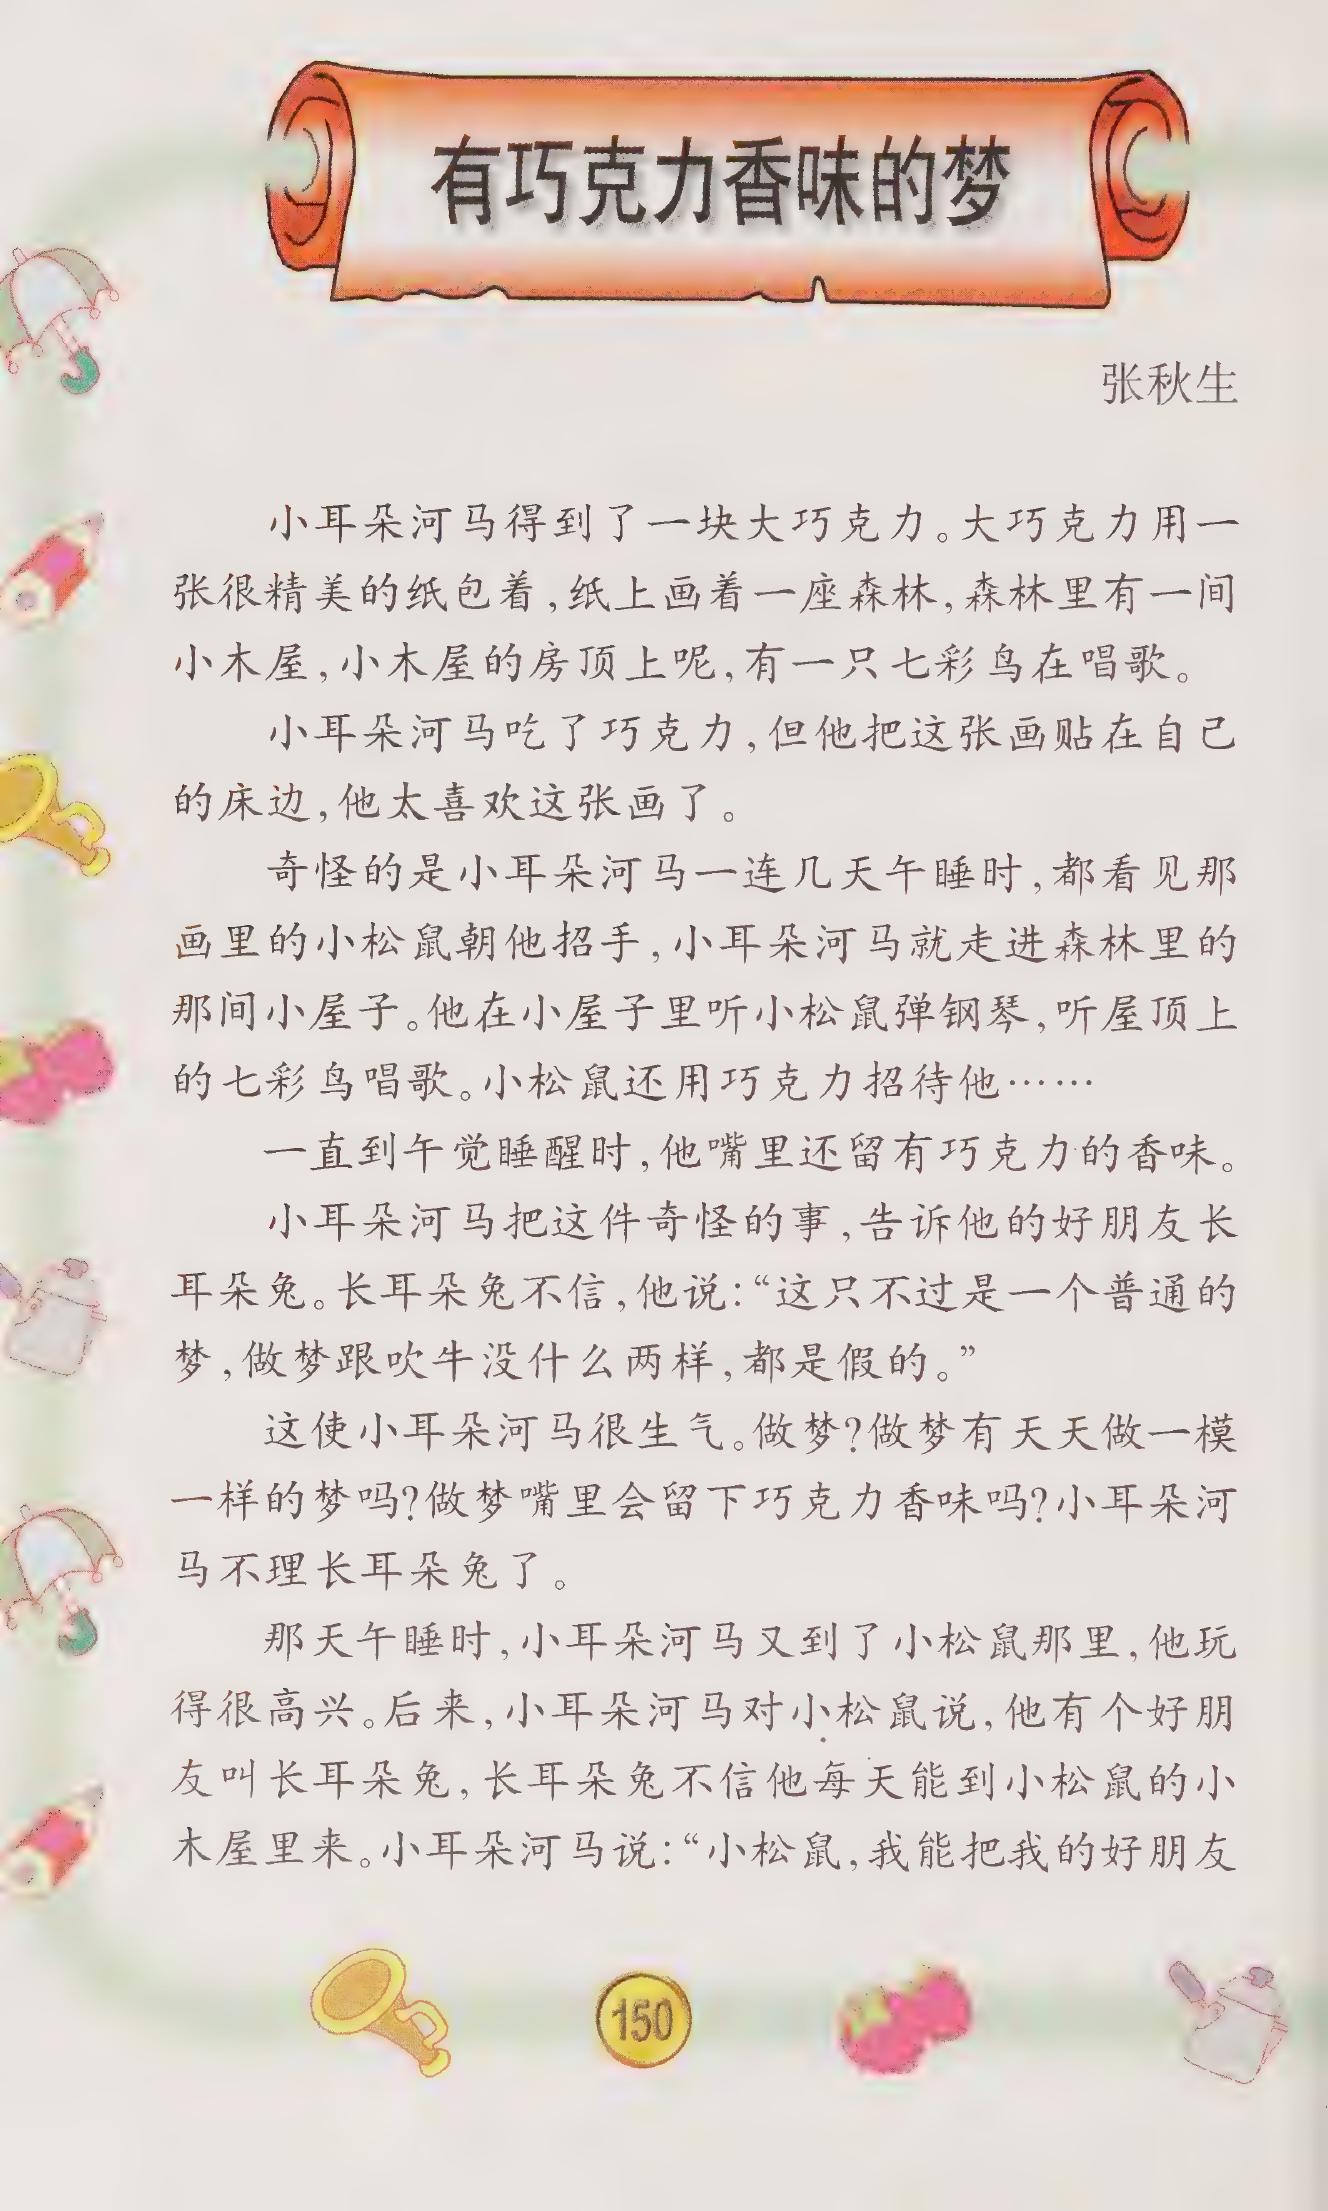 有巧克力香味的梦
张秋生
小耳朵河马得到了一块大巧克力。大巧克力用一
张很精美的纸包着,纸上画着一座森林,森林里有一间
小木屋,小木屋的房顶上呢,有一只七彩鸟在唱歌。
小耳朵河马吃了巧克力,但他把这张画贴在自己
的床边,他太喜欢这张画了。
奇怪的是小耳朵河马一连几天午睡时,都看见那
画里的小松鼠朝他招手,小耳朵河马就走进森林里的
那间小屋子。他在小屋子里听小松鼠弹钢琴,听屋顶上
的七彩鸟唱歌。小松鼠还用巧克力招待他……
一直到午觉睡醒时,他嘴里还留有巧克力的香味。
小耳朵河马把这件奇怪的事,告诉他的好朋友长
耳朵兔。长耳朵兔不信,他说:“这只不过是一个普通的
梦,做梦跟吹牛没什么两样,都是假的。”
这使小耳朵河马很生气。做梦?做梦有天天做一模
一样的梦吗?做梦嘴里会留下巧克力香味吗?小耳朵河
马不理长耳朵兔了。
那天午睡时,小耳朵河马又到了小松鼠那里,他玩
得很高兴。后来,小耳朵河马对小松鼠说,他有个好朋
友叫长耳朵兔,长耳朵兔不信他每天能到小松鼠的小
木屋里来。小耳朵河马说:“小松鼠,我能把我的好朋友
150